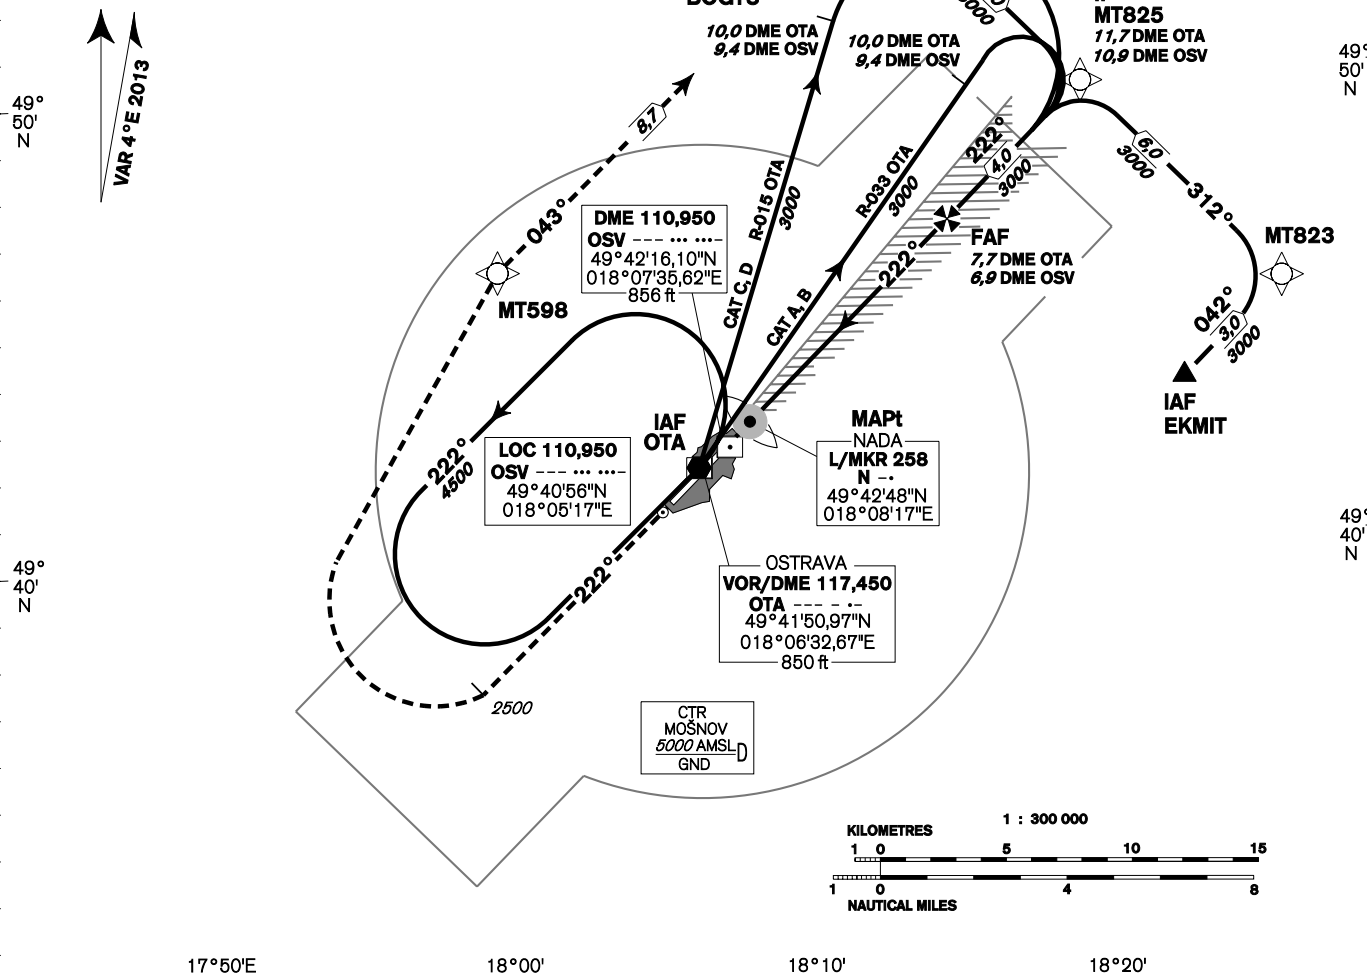 10,0 DME OTA
9,4 DME OSV
10,0 DME OTA
9,4 DME OSV
3000
MT825
11,7 DME OTA
10,9 DME OSV
49°
50'
N
49°
50'
N
VAR 4°E 2013
8,7
043°
MT598
DME 110,950
OSV --- ··· ···-
49°42'16,10"N
018°07'35,62"E
856 ft
R-015 OTA
3000
CAT C, D
R-033 OTA
3000
CAT A, B
222°
4,0
3000
222°
FAF
7,7 DME OTA
6,9 DME OSV
6,0
3000
312°
MT823
042°
3,0
3000
IAF
EKMIT
IAF
OTA
222°
4500
LOC 110,950
OSV --- ··· ···-
49°40'56"N
018°05'17"E
MAPt
NADA
L/MKR 258
N -·
49°42'48"N
018°08'17"E
49°
40'
N
49°
40'
N
222°
OSTRAVA
VOR/DME 117,450
OTA --- - ·-
49°41'50,97"N
018°06'32,67"E
850 ft
2500
CTR
MOŠNOV
5000 AMSL
GND
D
1 : 300 000
KILOMETRES
1 0 5 10 15
1 0 4 8
NAUTICAL MILES
17°50'E 18°00' 18°10' 18°20'